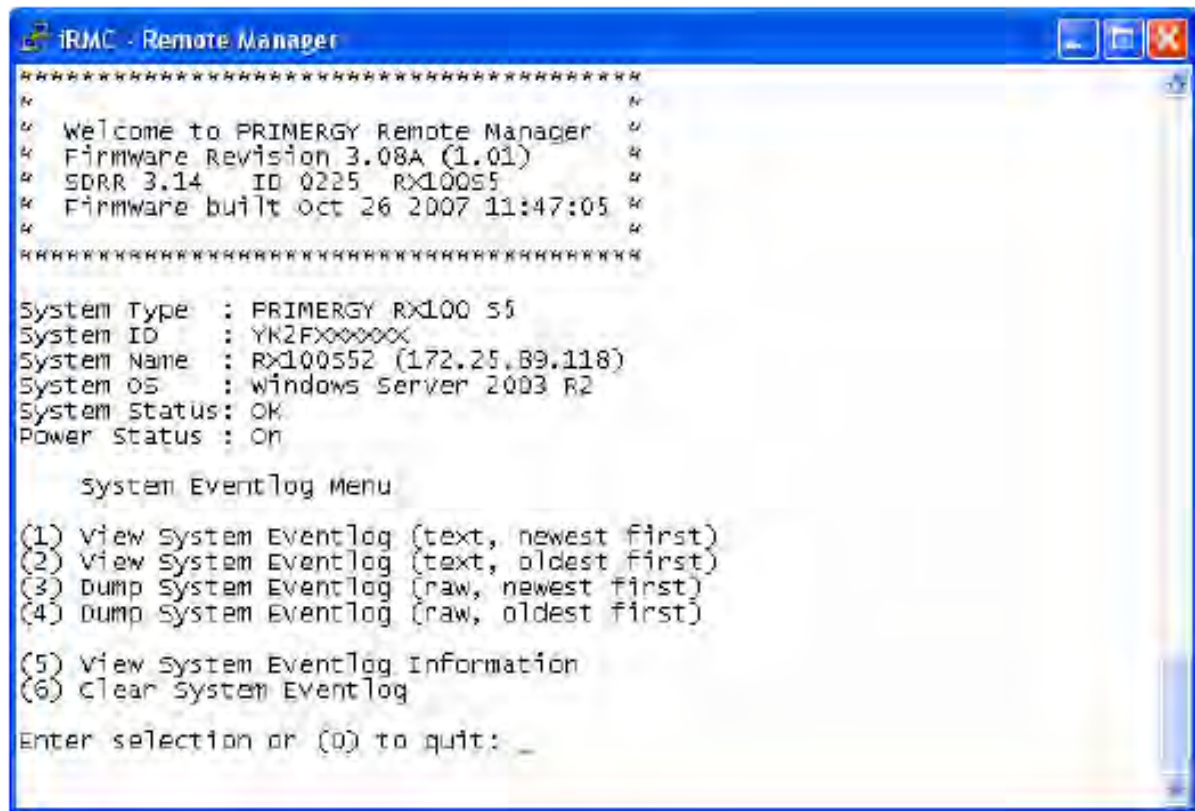 iRMC - Remote Manager
*****************************************
*                                       *
*  Welcome to PRIMERGY Remote Manager   *
*  Firmware Revision 3.08A (1.01)       *
*  SDRR 3.14   ID 0225  RX100S5         *
*  Firmware built Oct 26 2007 11:47:05  *
*                                       *
*****************************************
System Type  : PRIMERGY RX100 S5
System ID    : YK2FXXXXXX
System Name  : RX100S52 (172.25.89.118)
System OS    : Windows Server 2003 R2
System Status: OK
Power Status : On
System Eventlog Menu
(1) View System Eventlog (text, newest first)
(2) View System Eventlog (text, oldest first)
(3) Dump System Eventlog (raw, newest first)
(4) Dump System Eventlog (raw, oldest first)
(5) View System Eventlog Information
(6) Clear System Eventlog
Enter selection or (0) to quit: _